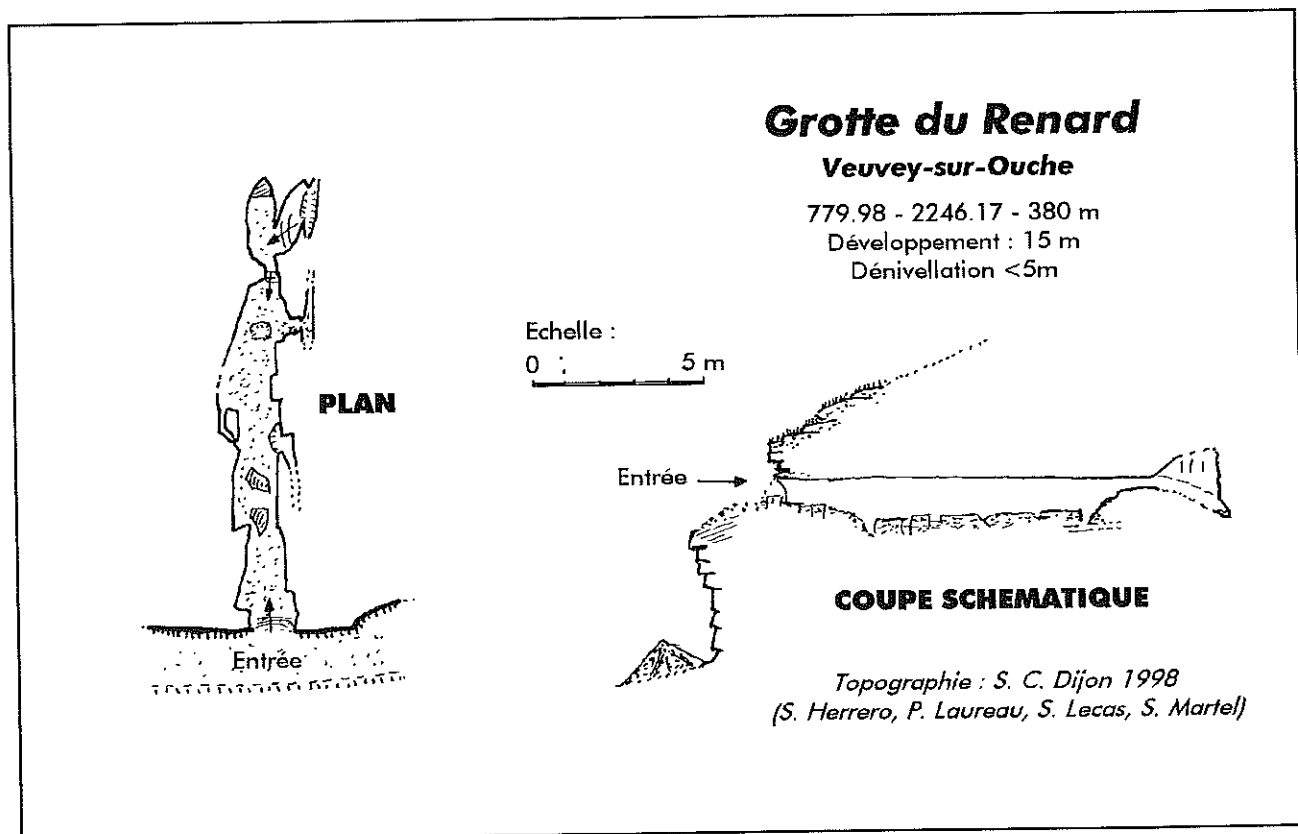 Grotte du Renard
Veuvey-sur-Ouche
779.98 - 2246.17 - 380 m
Développement : 15 m
Dénivellation <5m
Echelle :
0 5 m
PLAN
Entrée
Entrée
COUPE SCHEMATIQUE
Topographie : S. C. Dijon 1998
(S. Herrero, P. Laureau, S. Lecas, S. Martel)